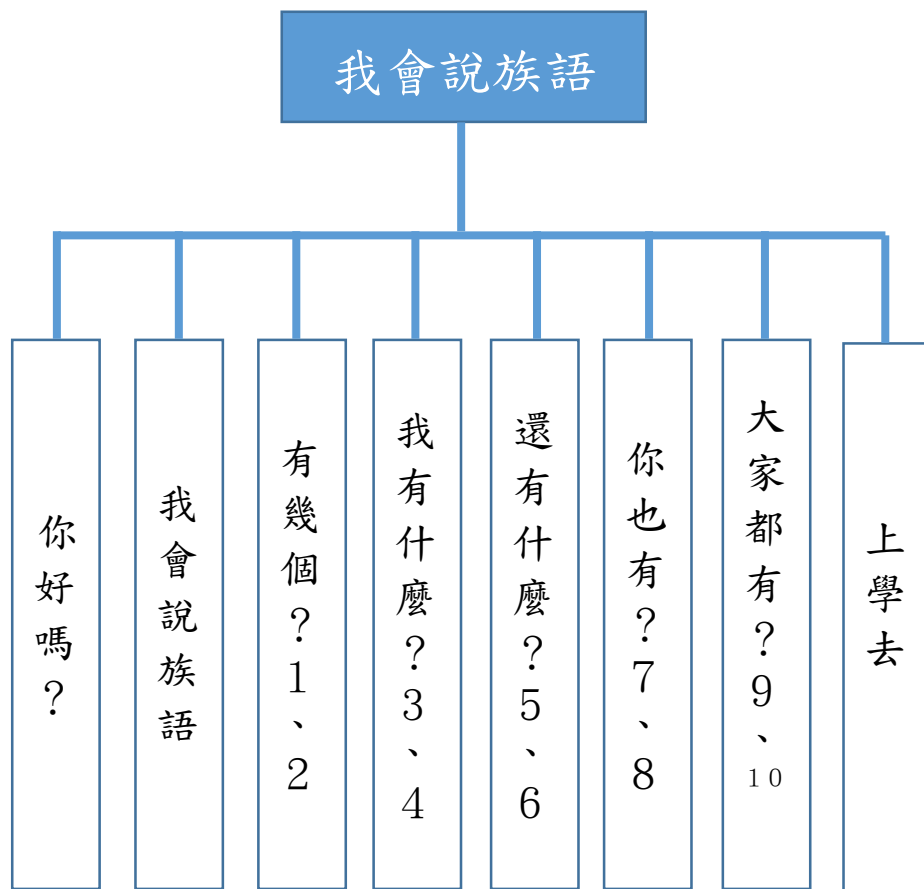 我會說族語
你好嗎?
我會說族語
有幾個?1、2
我有什麼?3、4
還有什麼?5、6
你也有?7、8
大家都有?9、10
上學去